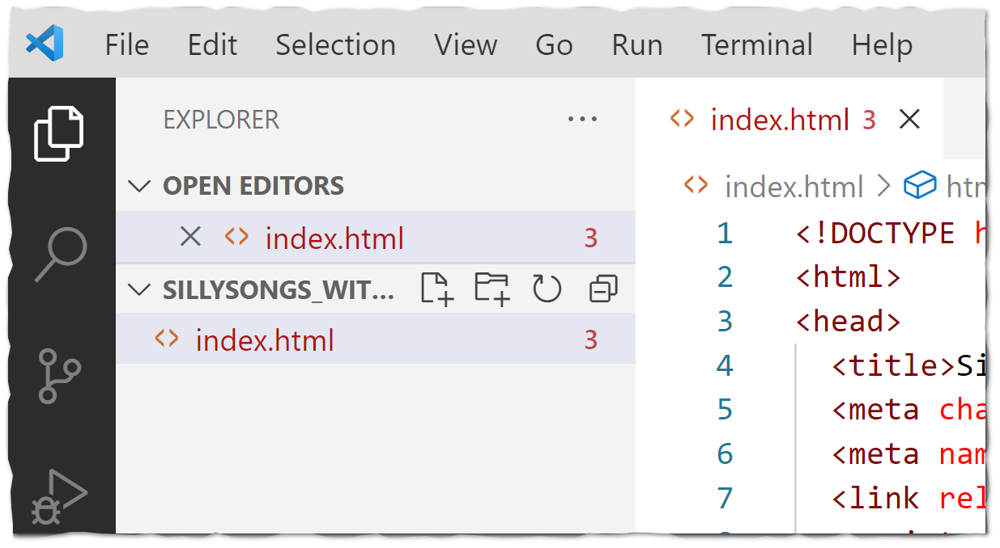 File Edit Selection View Go Run Terminal Help
EXPLORER ...
OPEN EDITORS
index.html 3
SILLYSONGS_WIT...
index.html 3
index.html 3
index.html >
1 <!DOCTYPE
2 <html>
3 <head>
4 <title>Si
5 <meta cha
6 <meta nam
7 <link rel